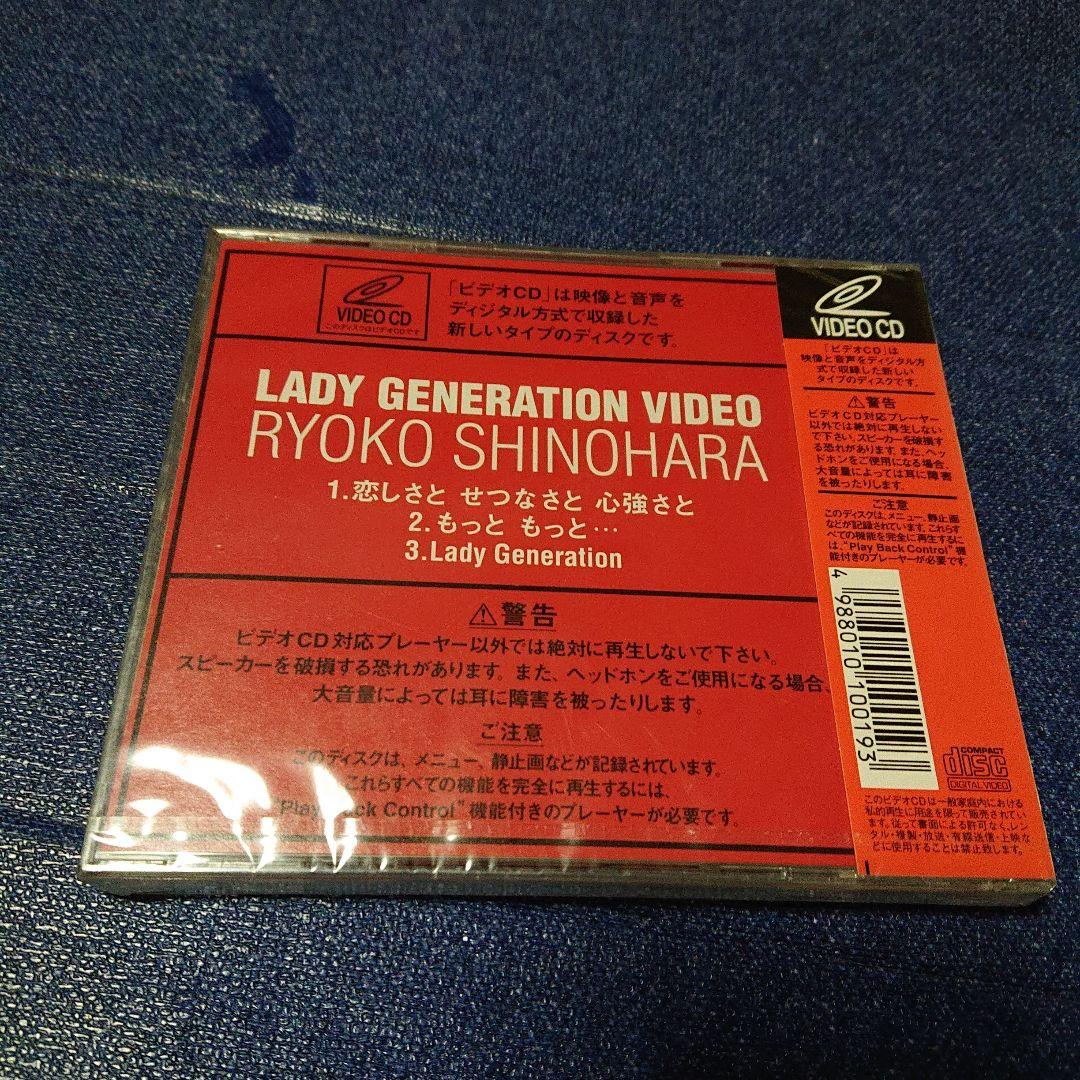 VIDEO CD
このディスクはビデオCDです
「ビデオCD」は映像と音声を
ディジタル方式で収録した
新しいタイプのディスクです。
LADY GENERATION VIDEO
RYOKO SHINOHARA
1.恋しさと せつなさと 心強さと
2.もっと もっと…
3.Lady Generation
⚠警告
ビデオCD対応プレーヤー以外では絶対に再生しないで下さい。
スピーカーを破損する恐れがあります。また、ヘッドホンをご使用になる場合、
大音量によっては耳に障害を被ったりします。
ご注意
このディスクは、メニュー、静止画などが記録されています。
これらすべての機能を完全に再生するには、
"Play Back Control"機能付きのプレーヤーが必要です。
VIDEO CD
「ビデオCD」は
映像と音声をディジタル方
式で収録した新しい
タイプのディスクです。
⚠警告
ビデオCD対応プレーヤー
以外では絶対に再生しない
で下さい。スピーカーを破損す
る恐れがあります。また、ヘッ
ドホンをご使用になる場合、
大音量によっては耳に障害
を被ったりします。
ご注意
このディスクは、メニュー、静止画
などが記録されています。これらす
べての機能を完全に再生するに
は、"Play Back Control"機
能付きのプレーヤーが必要です。
4 988010 100193
COMPACT
disc
DIGITAL VIDEO
このビデオCDは一般家庭内における
私的再生に用途を限って販売されてい
ます。従って書面による許可なく、レン
タル・複製・放送・有線送信・上映な
どに使用することは禁止致します。